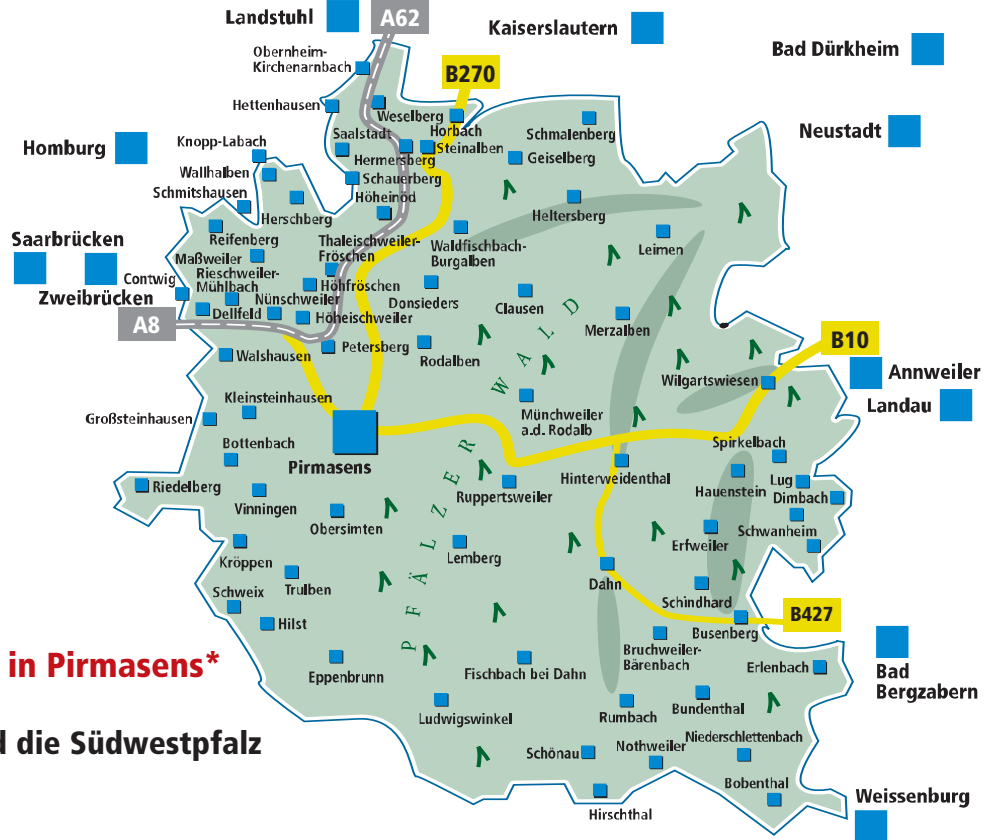 Landstuhl
A62
Kaiserslautern
Bad Dürkheim
Obernheim-
Kirchenarnbach
B270
Hettenhausen
Weselberg
Horbach
Schmalenberg
Neustadt
Homburg
Knopp-Labach
Saalstadt
Steinalben
Hermersberg
Geiselberg
Wallhalben
Schauerberg
Schmitshausen
Höheinöd
Herschberg
Heltersberg
Reifenberg
Thaleischweiler-
Fröschen
Waldfischbach-
Burgalben
Leimen
Saarbrücken
Maßweiler
Rieschweiler-
Mühlbach
Contwig
Höhfröschen
Zweibrücken
Nünschweiler
Donsieders
Clausen
Dellfeld
Höheischweiler
Merzalben
A8
B10
Walshausen
Petersberg
Rodalben
Wilgartswiesen
Annweiler
Kleinsteinhausen
Landau
Großsteinhausen
Münchweiler
a.d. Rodalb
Bottenbach
Spirkelbach
Pirmasens
Hinterweidenthal
Riedelberg
Ruppertsweiler
Hauenstein
Lug
Dimbach
Vinningen
Obersimten
Schwanheim
Erfweiler
PFÄLZER WALD
Kröppen
Lemberg
Trulben
Dahn
Schweix
Schindhard
B427
Hilst
Busenberg
in Pirmasens*
Bruchweiler-
Bärenbach
Erlenbach
Eppenbrunn
Fischbach bei Dahn
Bad
Bergzabern
Ludwigswinkel
Rumbach
Bundenthal
d die Südwestpfalz
Schönau
Nothweiler
Niederschlettenbach
Bobenthal
Weissenburg
Hirschthal